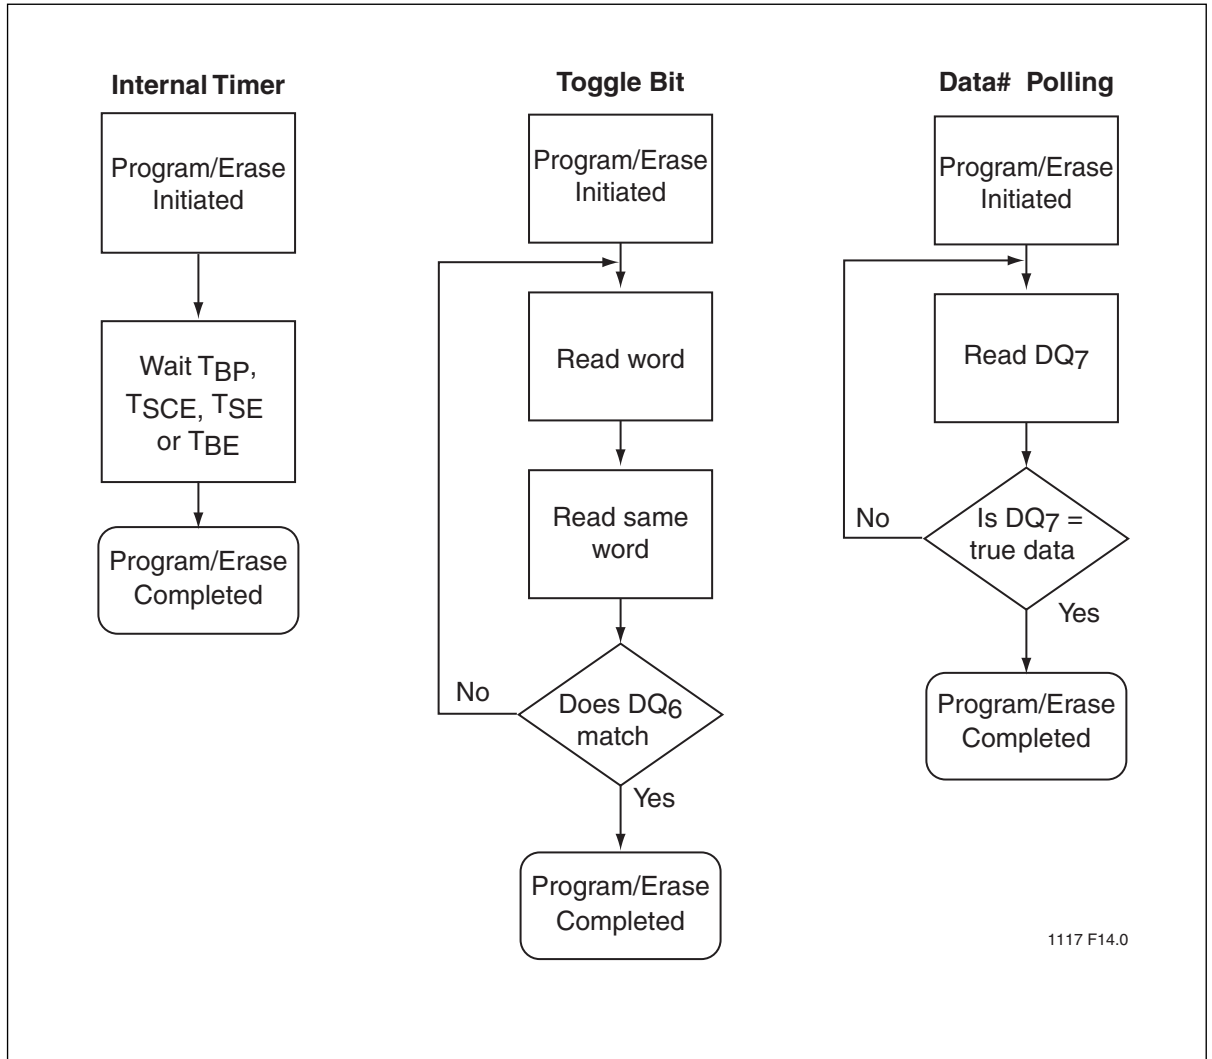 Internal Timer
Program/Erase
Initiated
Wait TBP,
TSCE, TSE
or TBE
Program/Erase
Completed
Toggle Bit
Program/Erase
Initiated
Read word
Read same
word
Does DQ6
match
No
Yes
Program/Erase
Completed
Data# Polling
Program/Erase
Initiated
Read DQ7
Is DQ7 =
true data
No
Yes
Program/Erase
Completed
1117 F14.0